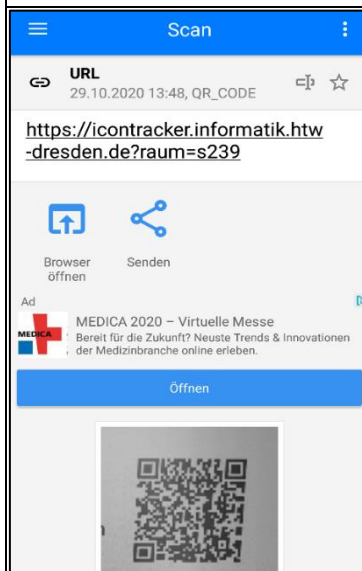 Scan
URL
29.10.2020 13:48, QR_CODE
https://icontracker.informatik.htw
-dresden.de?raum=s239
Browser
öffnen
Senden
Ad
MEDICA
MEDICA 2020 – Virtuelle Messe
Bereit für die Zukunft? Neuste Trends & Innovationen
der Medizinbranche online erleben.
Öffnen